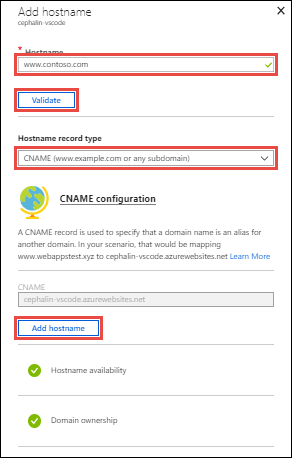 Add hostname
cephalin-vscode
* Hostname
www.contoso.com
Validate
Hostname record type
CNAME (www.example.com or any subdomain)
CNAME configuration
A CNAME record is used to specify that a domain name is an alias for
another domain. In your scenario, that would be mapping
www.webappstest.xyz to cephalin-vscode.azurewebsites.net Learn More
CNAME
cephalin-vscode.azurewebsites.net
Add hostname
Hostname availability
Domain ownership